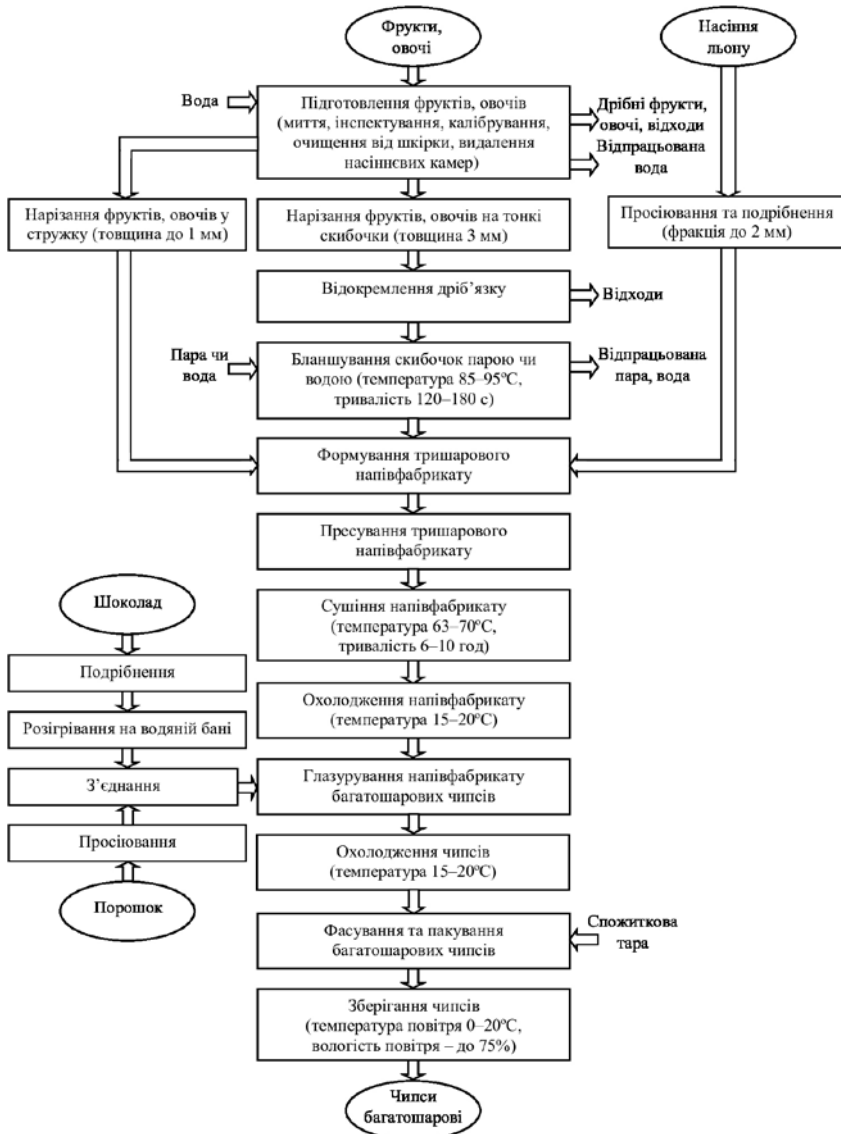 Фрукти,
овочі
Насіння
льону
Вода
Підготовлення фруктів, овочів
(миття, інспектування, калібрування,
очищення від шкірки, видалення
насіннєвих камер)
Дрібні фрукти,
овочі, відходи
Відпрацьована
вода
Нарізання фруктів, овочів у
стружку (товщина до 1 мм)
Нарізання фруктів, овочів на тонкі
скибочки (товщина 3 мм)
Просіювання та подрібнення
(фракція до 2 мм)
Відокремлення дріб’язку
Відходи
Пара чи
вода
Бланшування скибочок парою чи
водою (температура 85–95ºС,
тривалість 120–180 с)
Відпрацьована
пара, вода
Формування тришарового
напівфабрикату
Пресування тришарового
напівфабрикату
Шоколад
Сушіння напівфабрикату
(температура 63–70ºС,
тривалість 6–10 год)
Подрібнення
Охолодження напівфабрикату
(температура 15–20ºС)
Розігрівання на водяній бані
З’єднання
Глазурування напівфабрикату
багатошарових чипсів
Просіювання
Охолодження чипсів
(температура 15–20ºС)
Порошок
Фасування та пакування
багатошарових чипсів
Споживкова
тара
Зберігання чипсів
(температура повітря 0–20ºС,
вологість повітря – до 75%)
Чипси
багатошарові